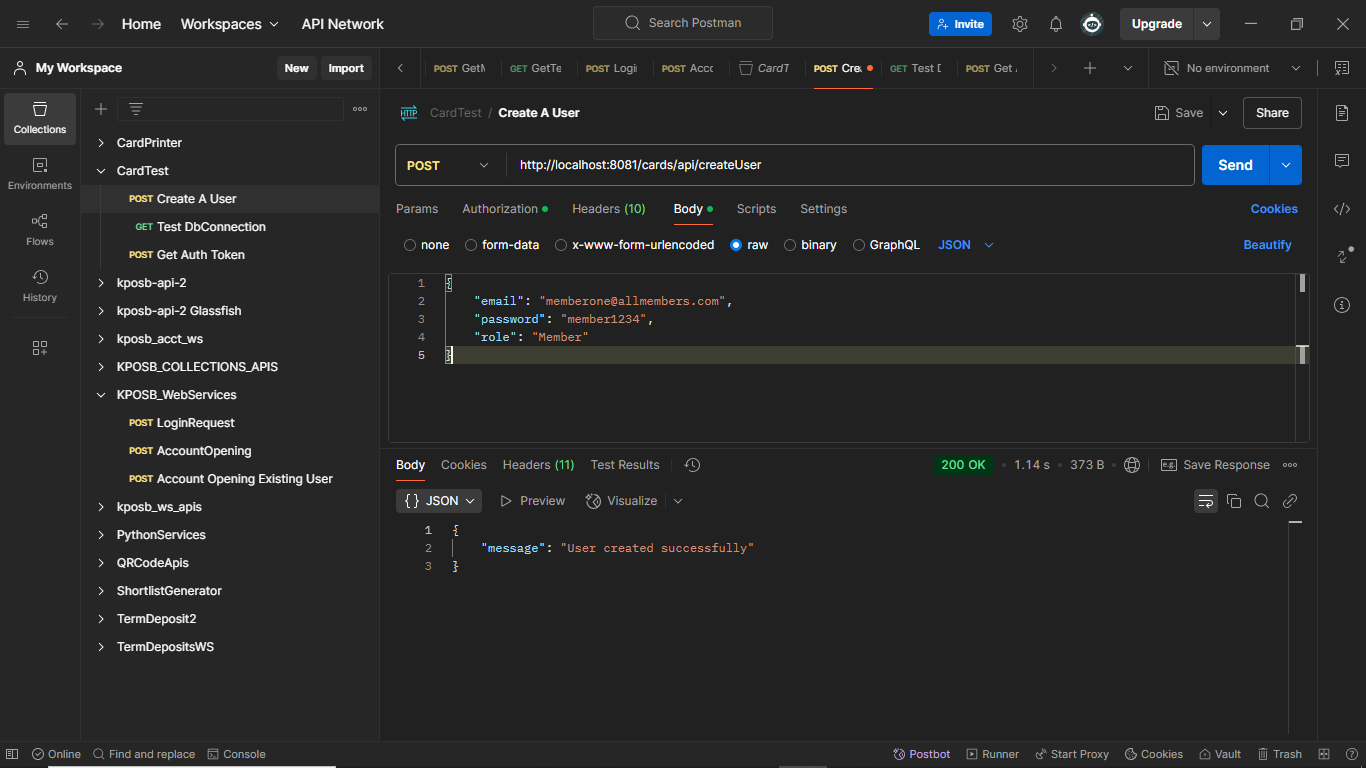 Home Workspaces API Network Search Postman Invite Upgrade
My Workspace New Import
POST GetM GET GetTe POST Logi POST Acco CardT POST Cre GET Test D POST Get No environment
Collections
Environments
Flows
History
CardPrinter
CardTest
POST Create A User
GET Test DbConnection
POST Get Auth Token
kposb-api-2
kposb-api-2 Glassfish
kposb_acct_ws
KPOSB_COLLECTIONS_APIS
KPOSB_WebServices
POST LoginRequest
POST AccountOpening
POST Account Opening Existing User
kposb_ws_apis
PythonServices
QRCodeApis
ShortlistGenerator
TermDeposit2
TermDepositsWS
HTTP CardTest / Create A User Save Share
POST http://localhost:8081/cards/api/createUser Send
Params Authorization Headers (10) Body Scripts Settings Cookies
none form-data x-www-form-urlencoded raw binary GraphQL JSON Beautify
1 {
2 "email": "memberone@allmembers.com",
3 "password": "member1234",
4 "role": "Member"
5 }
Body Cookies Headers (11) Test Results 200 OK 1.14 s 373 B e.g. Save Response
{} JSON Preview Visualize
1 {
2 "message": "User created successfully"
3 }
Online Find and replace Console Postbot Runner Start Proxy Cookies Vault Trash